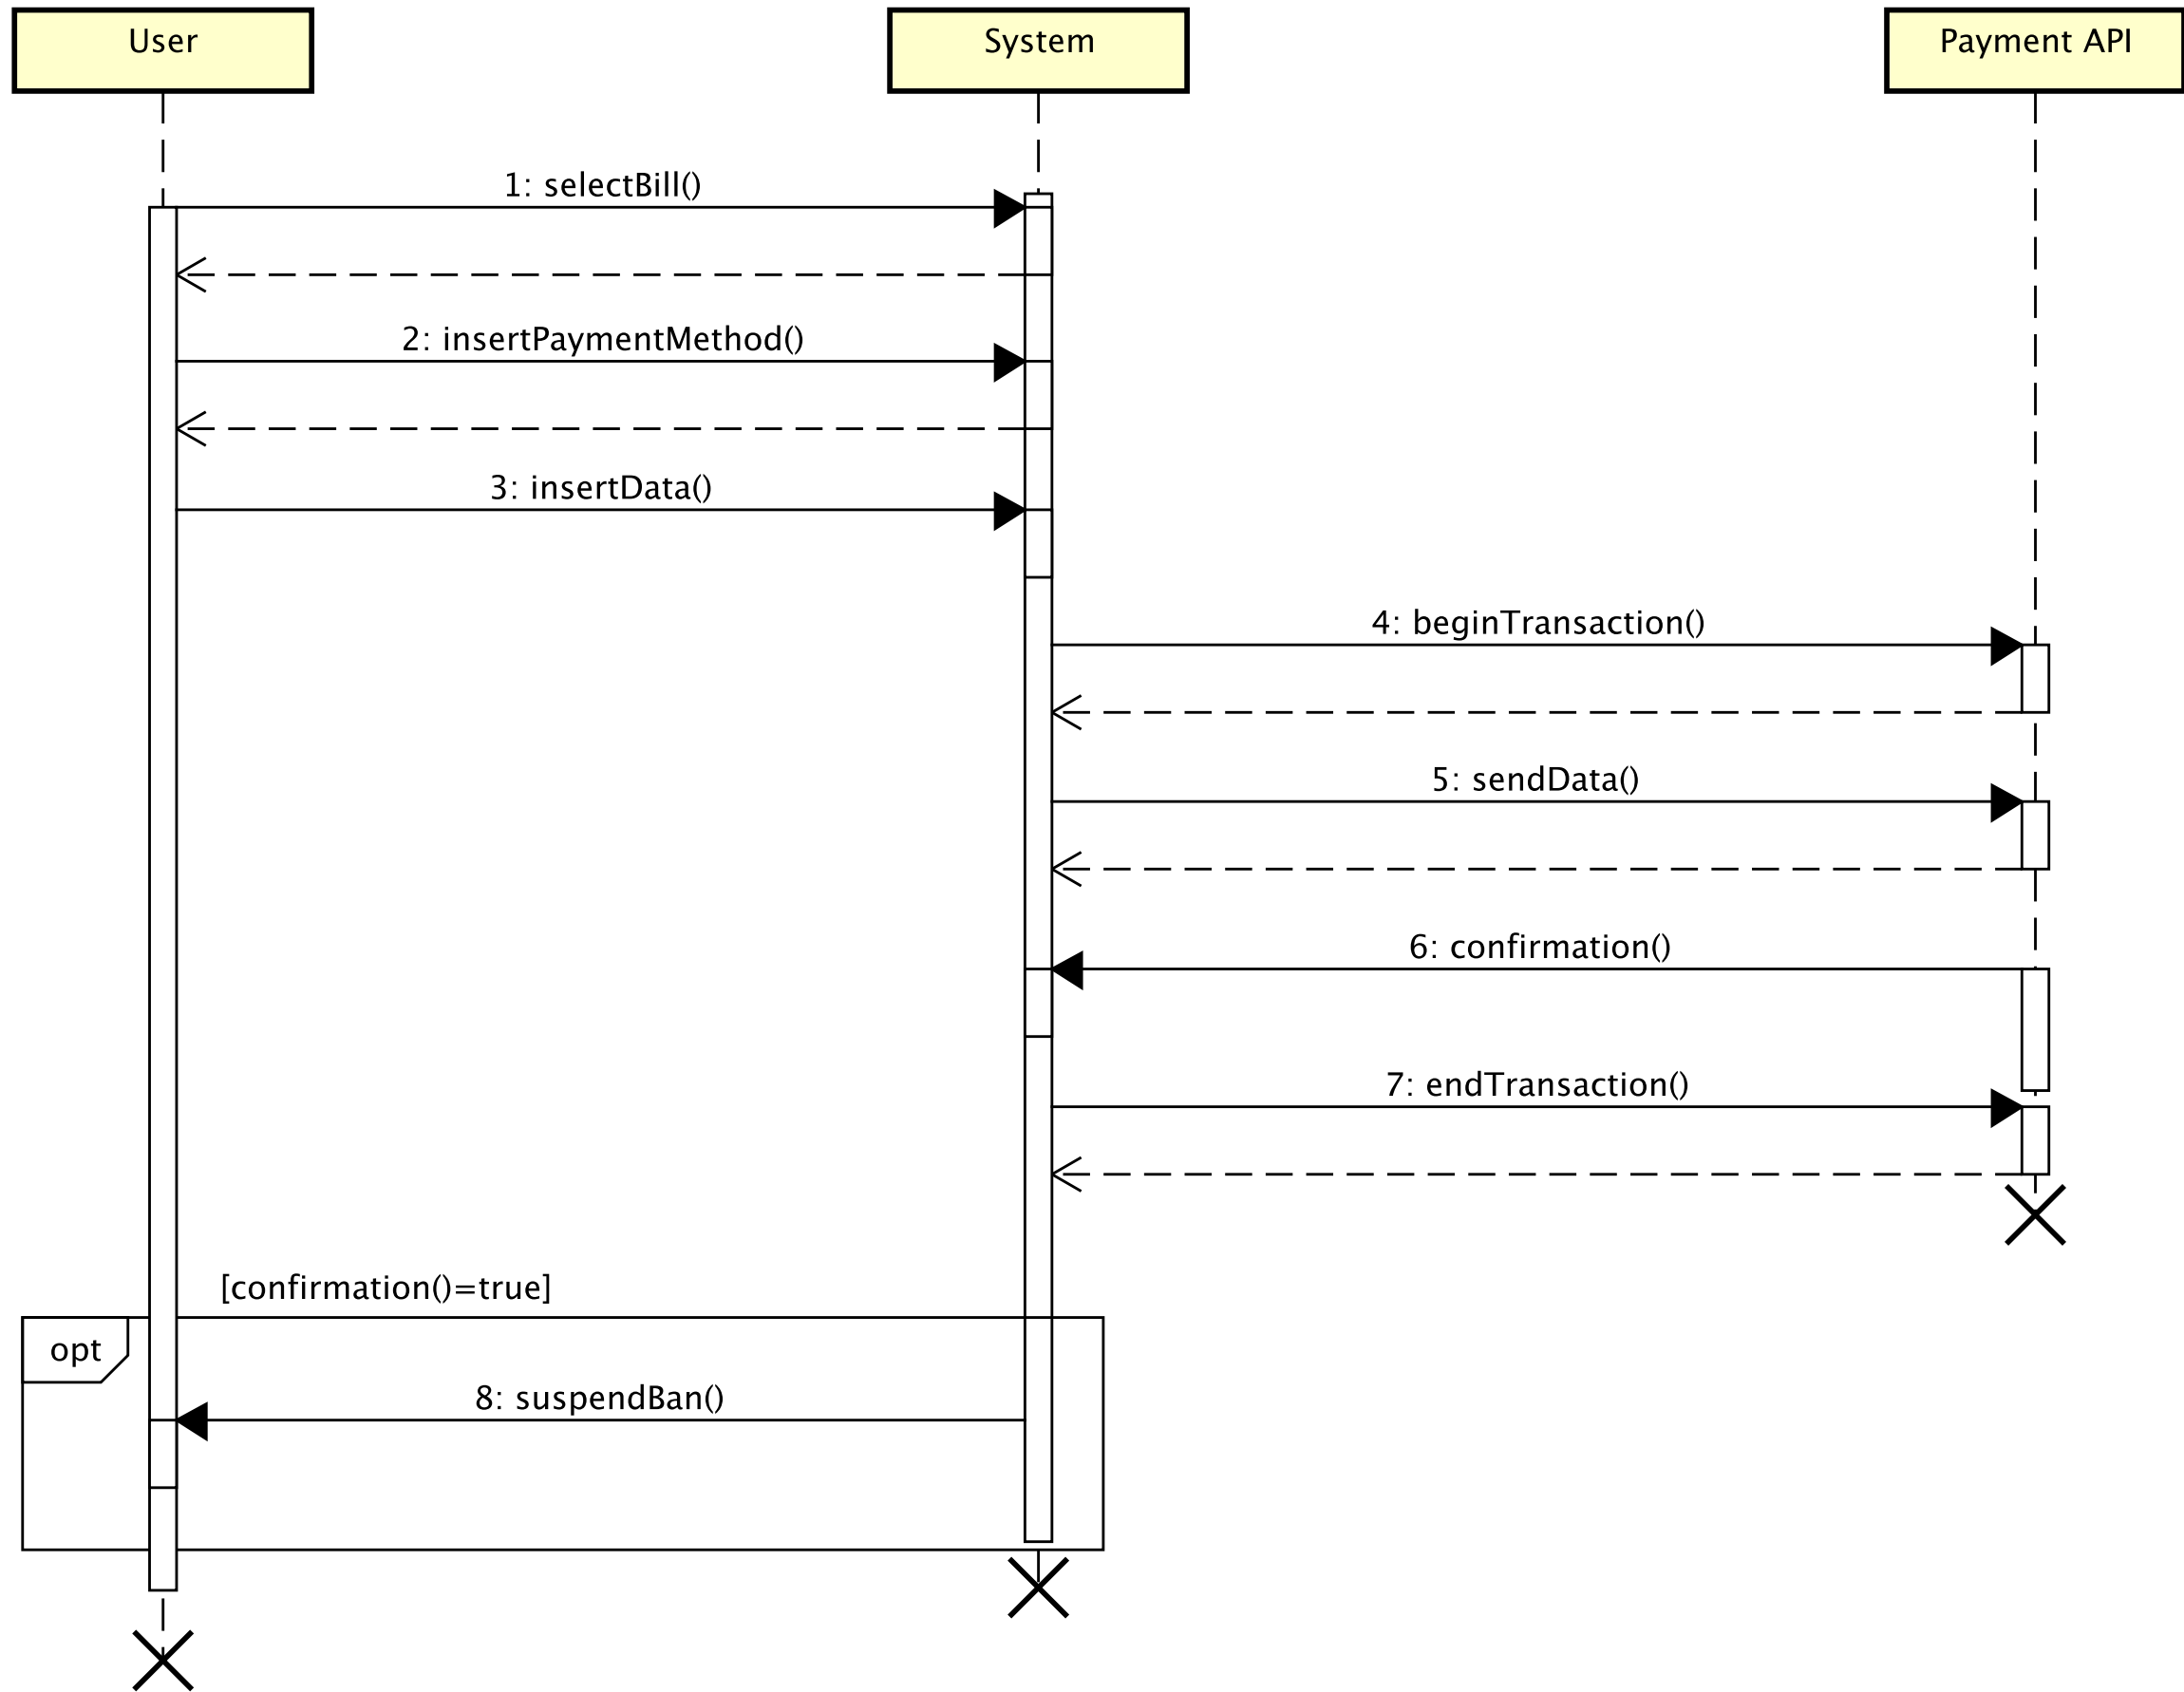 User
System
Payment API
1: selectBill()
2: insertPaymentMethod()
3: insertData()
4: beginTransaction()
5: sendData()
6: confirmation()
7: endTransaction()
[confirmation()=true]
opt
8: suspendBan()